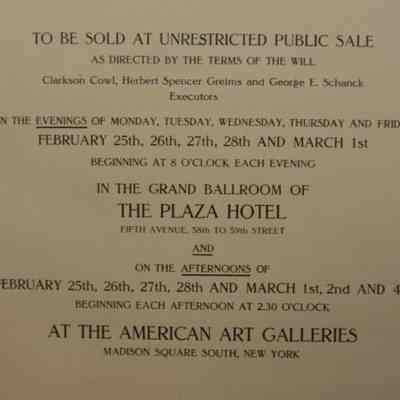 TO BE SOLD AT UNRESTRICTED PUBLIC SALE
AS DIRECTED BY THE TERMS OF THE WILL
Clarkson Cowl, Herbert Spencer Greims and George E. Schanck
Executors
N THE EVENINGS OF MONDAY, TUESDAY, WEDNESDAY, THURSDAY AND FRID
FEBRUARY 25th, 26th, 27th, 28th AND MARCH 1st
BEGINNING AT 8 O'CLOCK EACH EVENING
IN THE GRAND BALLROOM OF
THE PLAZA HOTEL
FIFTH AVENUE, 58th TO 59th STREET
AND
ON THE AFTERNOONS OF
FEBRUARY 25th, 26th, 27th, 28th AND MARCH 1st, 2nd AND 4
BEGINNING EACH AFTERNOON AT 2.30 O'CLOCK
AT THE AMERICAN ART GALLERIES
MADISON SQUARE SOUTH, NEW YORK